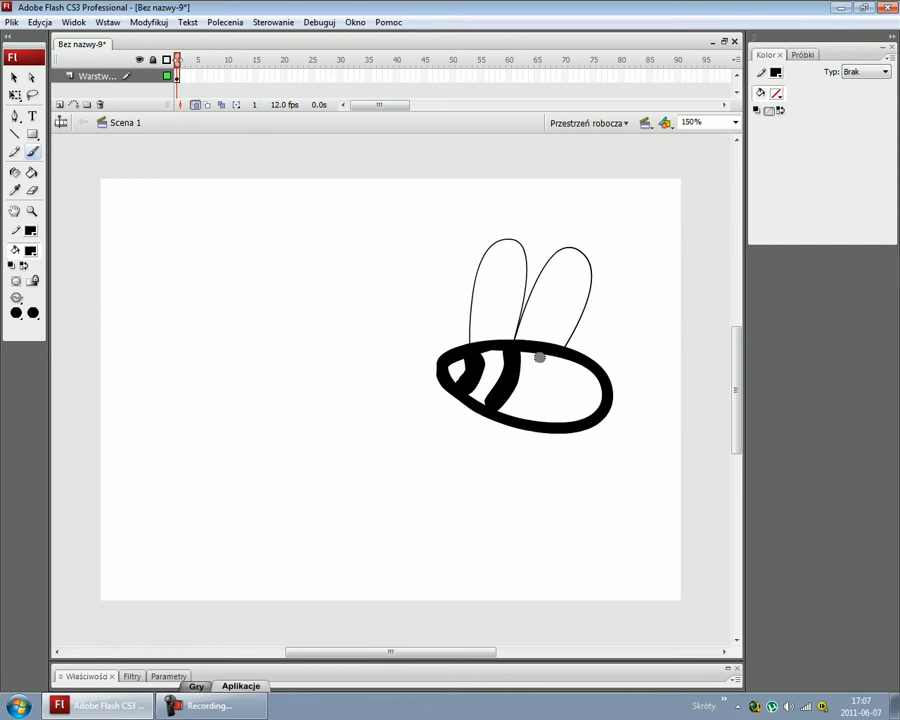 Adobe Flash CS3 Professional - [Bez nazwy-9*]
Plik Edycja Widok Wstaw Modyfikuj Tekst Polecenia Sterowanie Debuguj Okno Pomoc
Fl
Bez nazwy-9*
5 10 15 20 25 30 35 40 45 50 55 60 65 70 75 80 85 90 95
Warstw...
1 12.0 fps 0.0s
Scena 1
Przestrzeń robocza
150%
Kolor Próbki
Typ: Brak
Właściwości Filtry Parametry
Gry Aplikacje
Fl Adobe Flash CS3 ...
Recording...
Skróty
17:07
2011-06-07